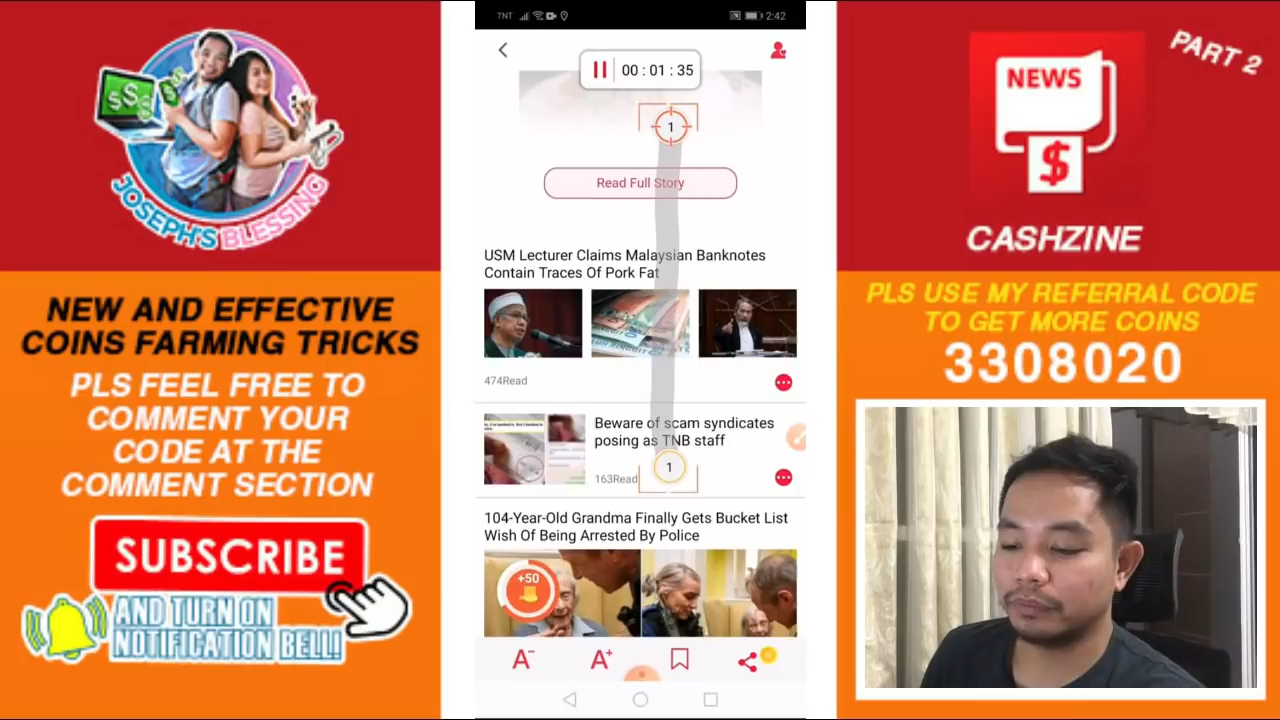 JOSEPH'S BLESSING
NEW AND EFFECTIVE
COINS FARMING TRICKS
PLS FEEL FREE TO
COMMENT YOUR
CODE AT THE
COMMENT SECTION
SUBSCRIBE
AND TURN ON
NOTIFICATION BELL!
TNT
2:42
00 : 01 : 35
1
Read Full Story
USM Lecturer Claims Malaysian Banknotes
Contain Traces Of Pork Fat
474Read
Beware of scam syndicates
posing as TNB staff
163Read
1
104-Year-Old Grandma Finally Gets Bucket List
Wish Of Being Arrested By Police
+50
A-
A+
PART 2
NEWS
$
CASHZINE
PLS USE MY REFERRAL CODE
TO GET MORE COINS
3308020